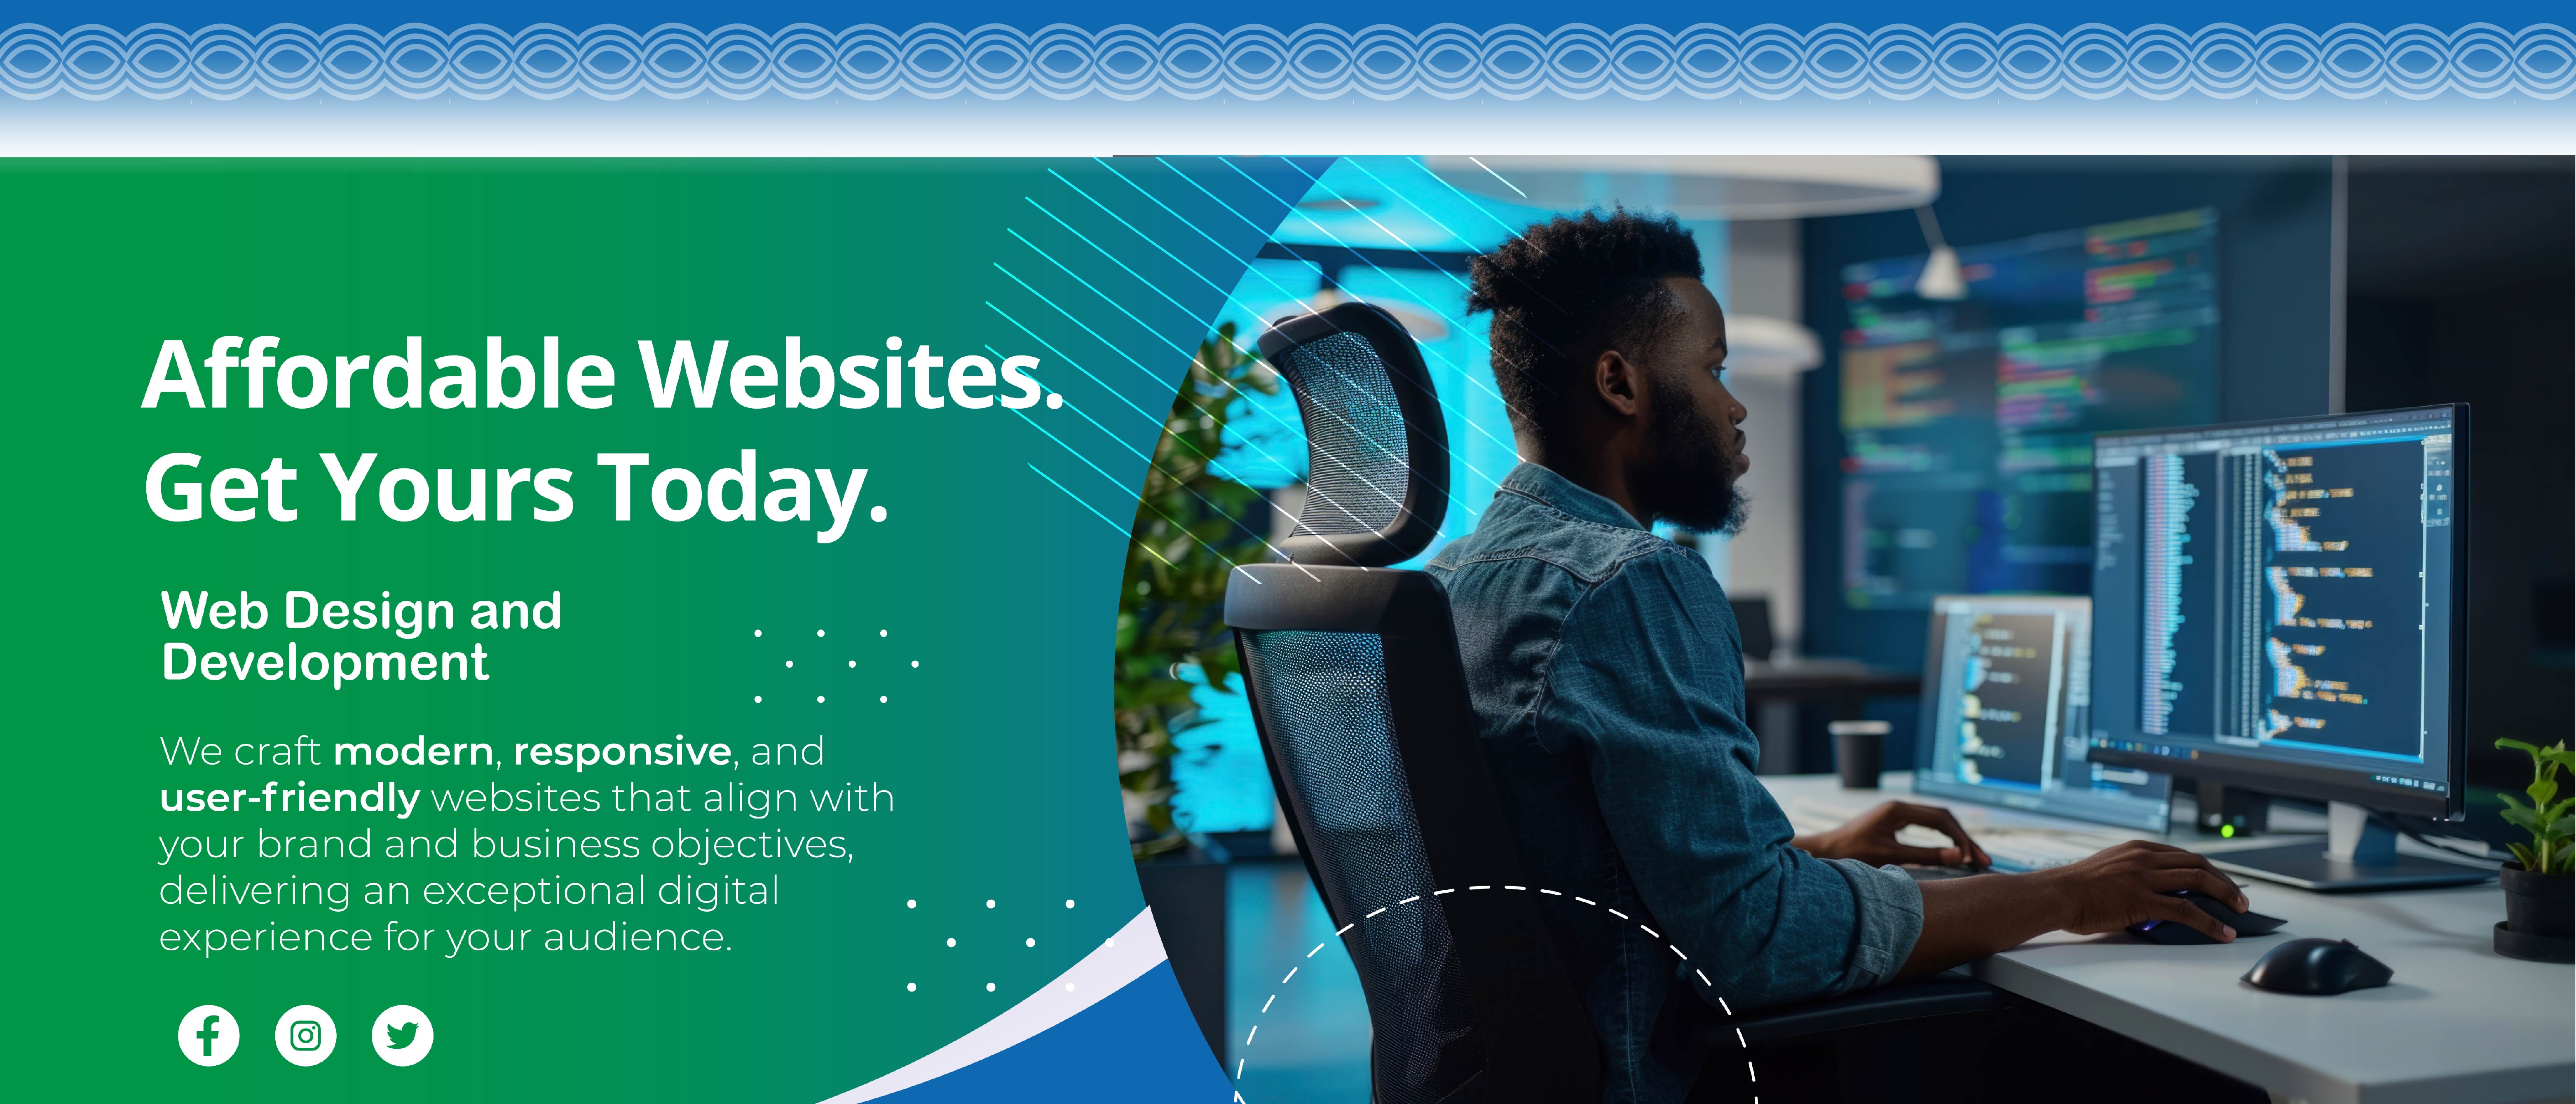 Affordable Websites.
Get Yours Today.
Web Design and
Development
We craft modern, responsive, and
user-friendly websites that align with
your brand and business objectives,
delivering an exceptional digital
experience for your audience.